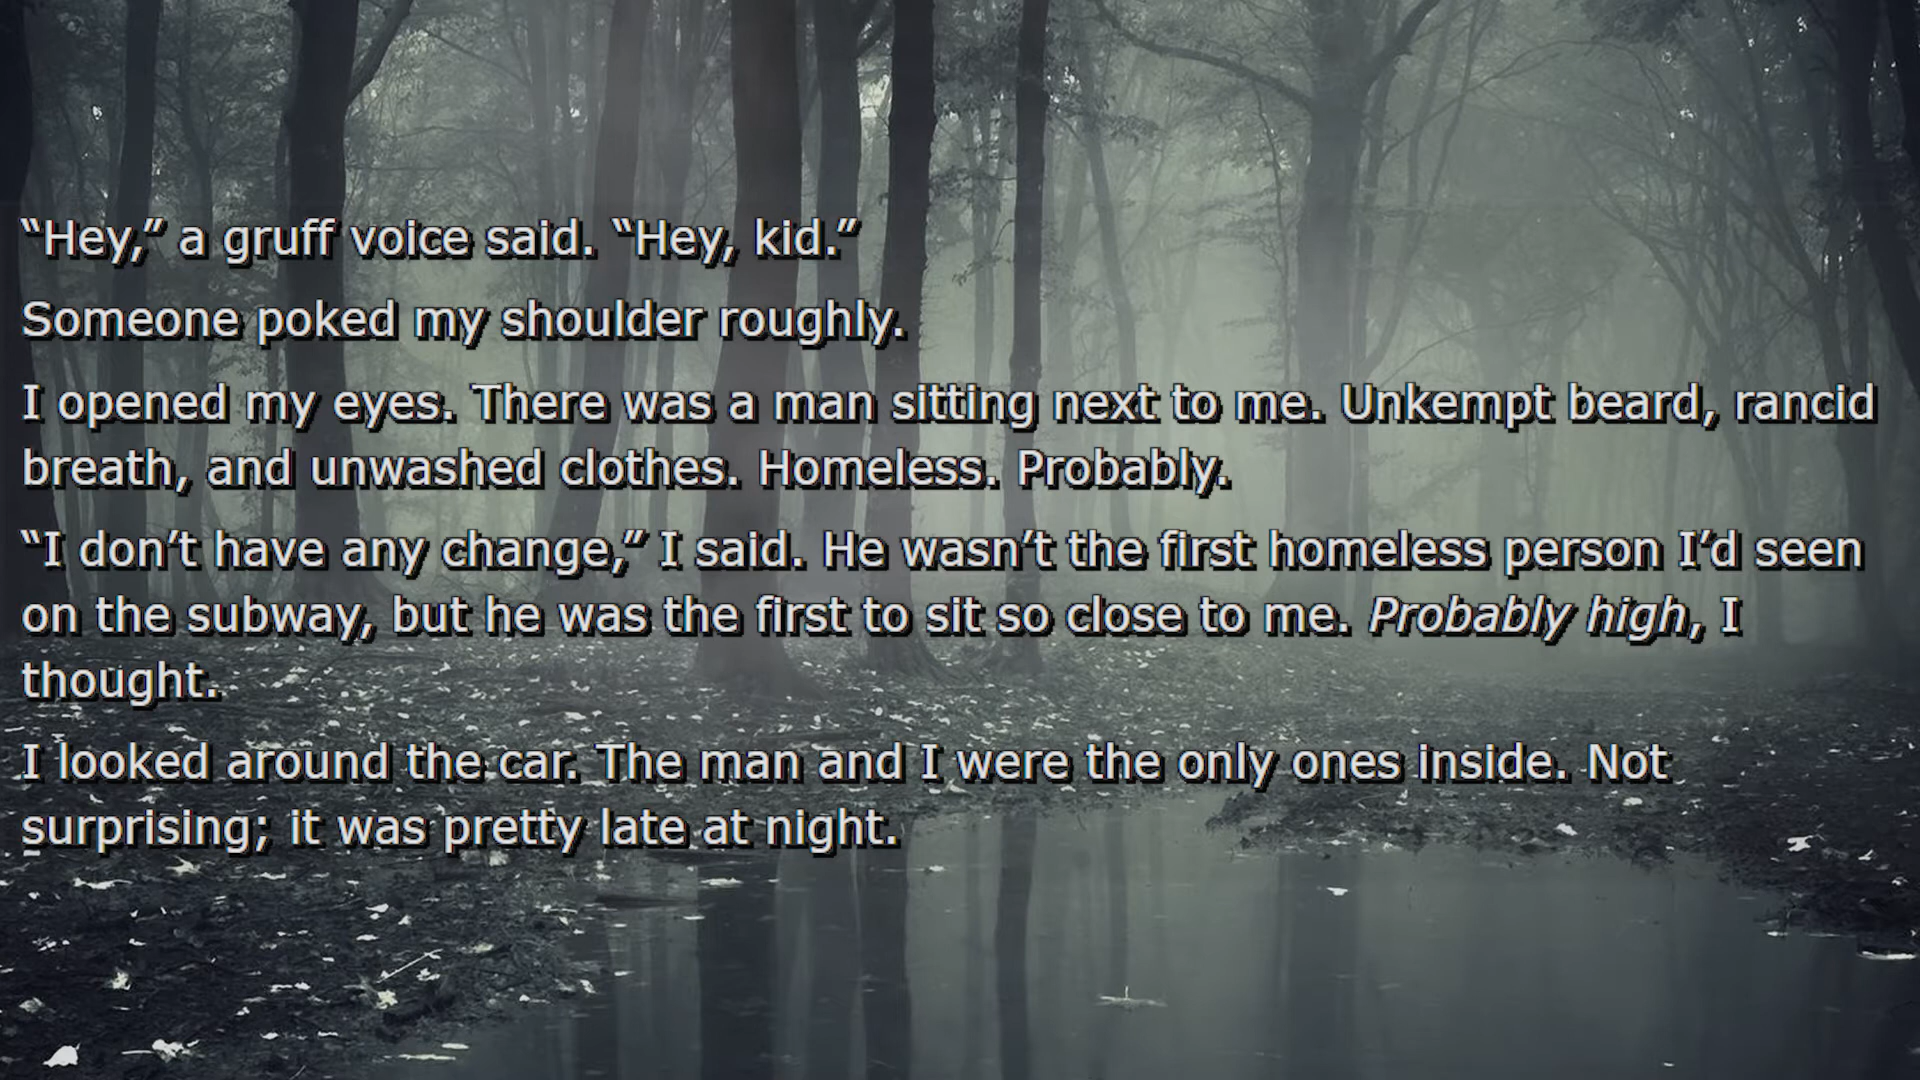 “Hey,” a gruff voice said. “Hey, kid.”
Someone poked my shoulder roughly.
I opened my eyes. There was a man sitting next to me. Unkempt beard, rancid
breath, and unwashed clothes. Homeless. Probably.
“I don’t have any change,” I said. He wasn’t the first homeless person I’d seen
on the subway, but he was the first to sit so close to me. Probably high, I
thought.
I looked around the car. The man and I were the only ones inside. Not
surprising; it was pretty late at night.